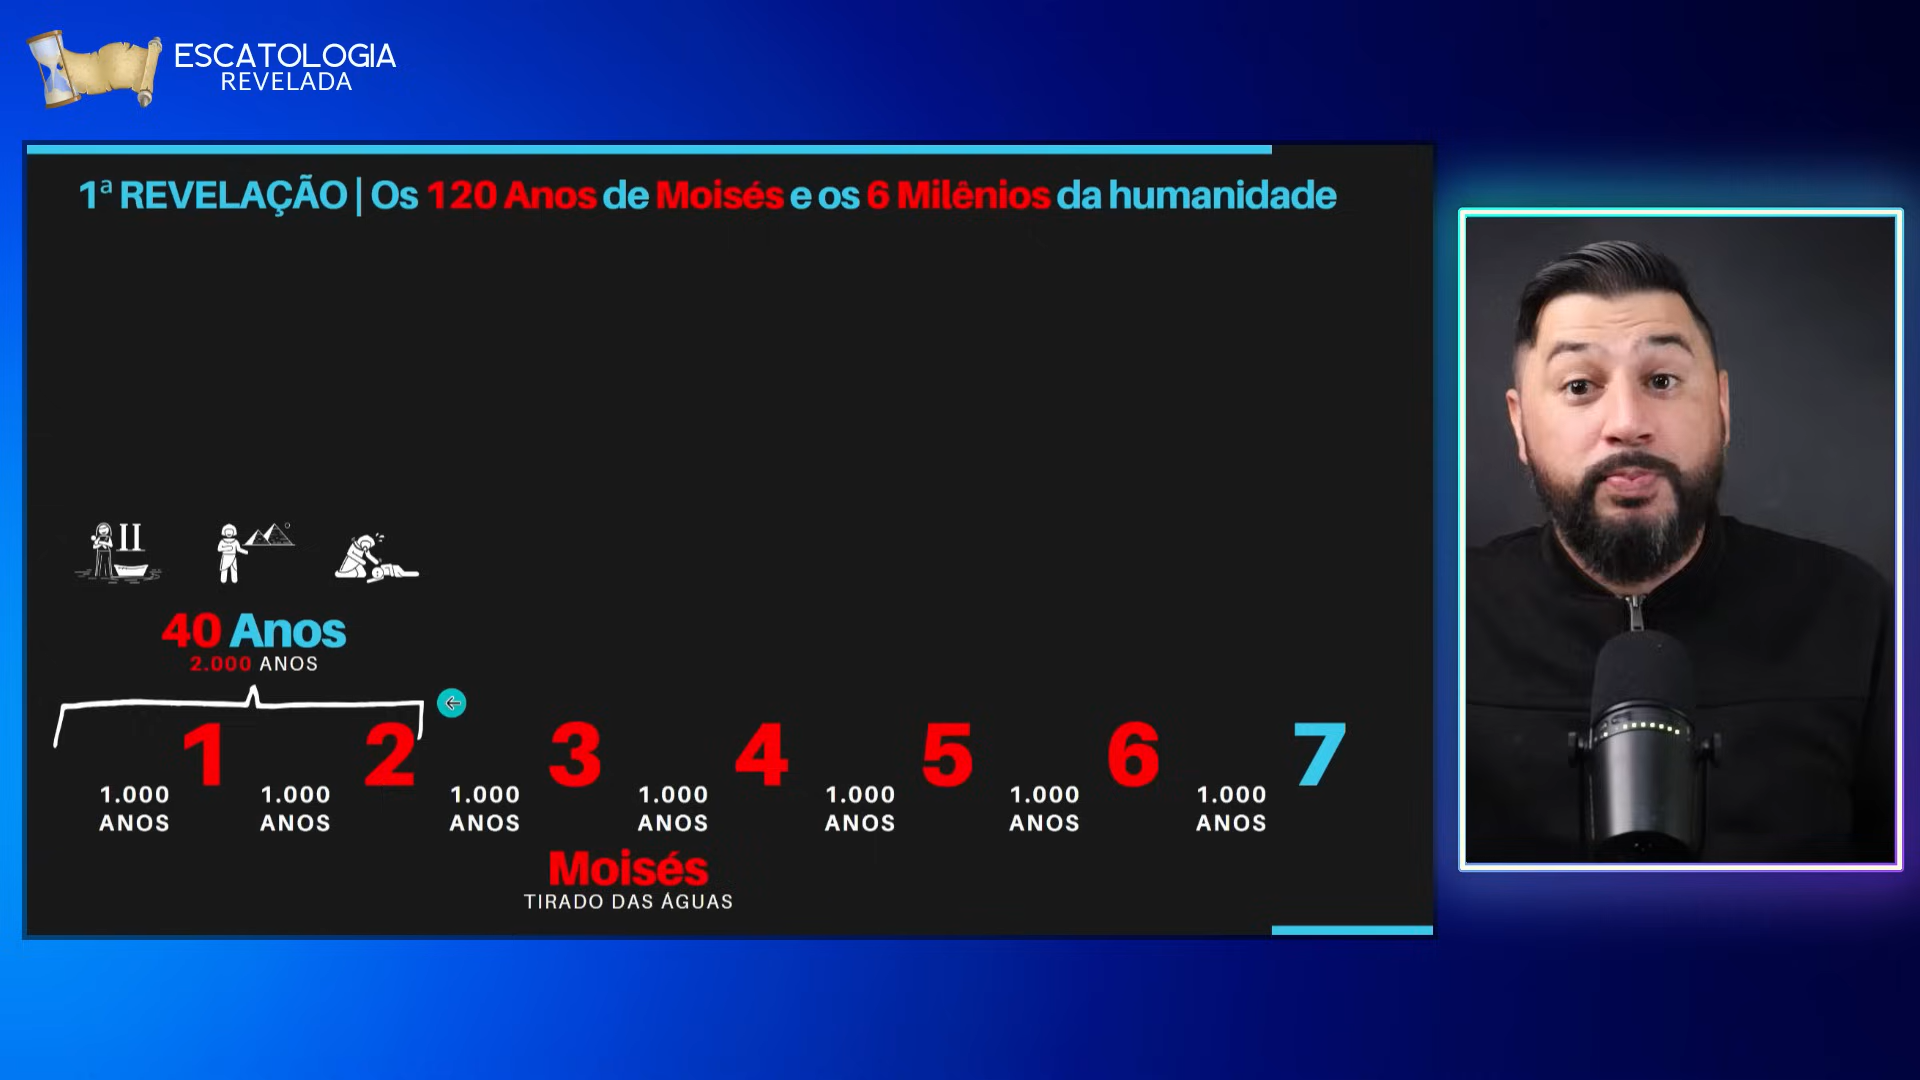 ESCATOLOGIA
REVELADA
1ª REVELAÇÃO | Os 120 Anos de Moisés e os 6 Milênios da humanidade
II
40 Anos
2.000 ANOS
1 2 3 4 5 6 7
1.000 ANOS
1.000 ANOS
1.000 ANOS
1.000 ANOS
1.000 ANOS
1.000 ANOS
1.000 ANOS
Moisés
TIRADO DAS ÁGUAS